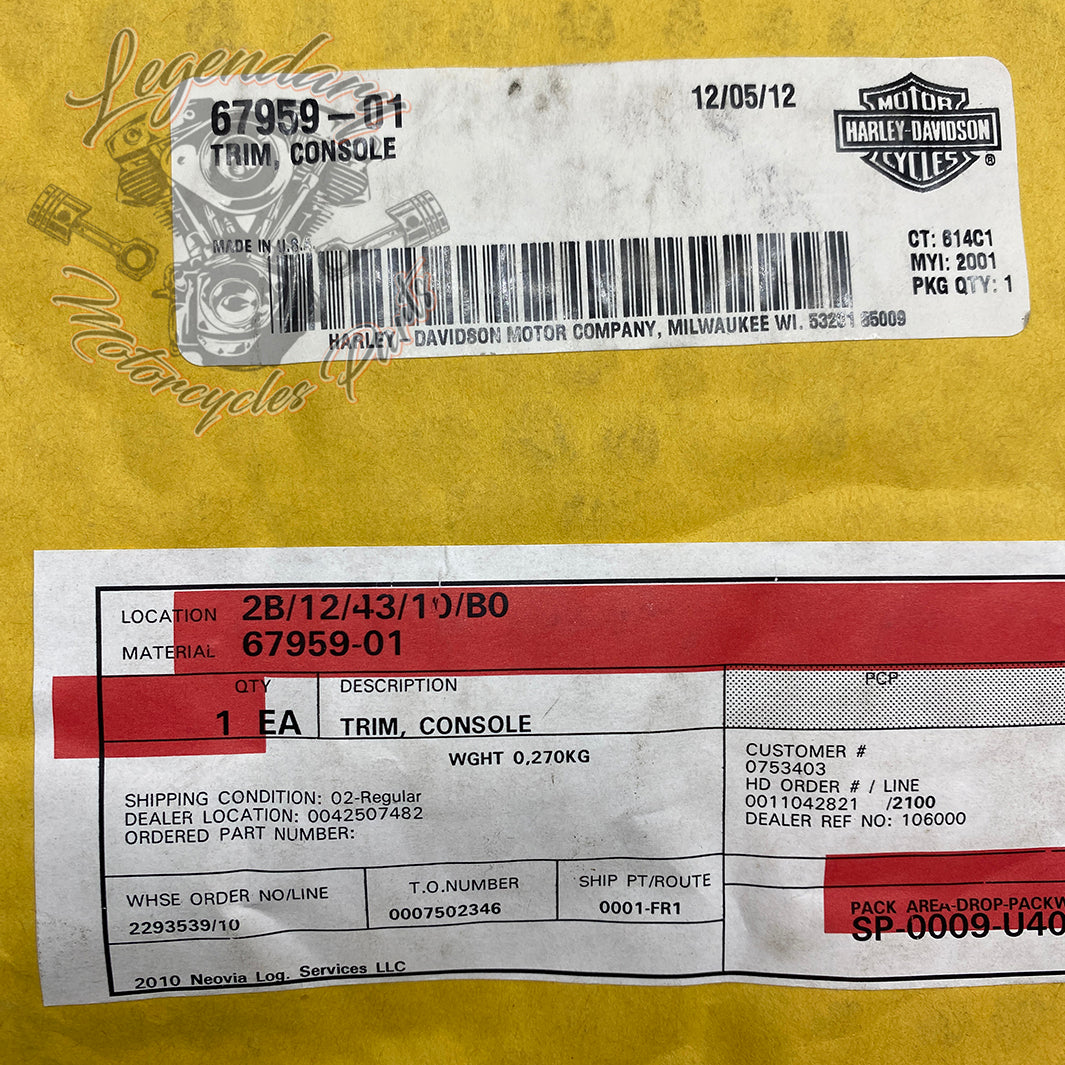 Legendary
Motorcycles Parts
67959-01
12/05/12
TRIM, CONSOLE
MOTOR
HARLEY-DAVIDSON
CYCLES
®
MADE IN U.S.A
CT: 614C1
MYI: 2001
PKG QTY: 1
HARLEY-DAVIDSON MOTOR COMPANY, MILWAUKEE WI. 53201
LOCATION 2B/12/43/10/B0
MATERIAL 67959-01
QTY
1 EA
DESCRIPTION
TRIM, CONSOLE
PCP
WGHT 0,270KG
SHIPPING CONDITION: 02-Regular
DEALER LOCATION: 0042507482
ORDERED PART NUMBER:
CUSTOMER #
0753403
HD ORDER # / LINE
0011042821 /2100
DEALER REF NO: 106000
WHSE ORDER NO/LINE
2293539/10
T.O.NUMBER
0007502346
SHIP PT/ROUTE
0001-FR1
PACK AREA-DROP-PACKW
SP-0009-U40
2010 Neovia Log. Services LLC